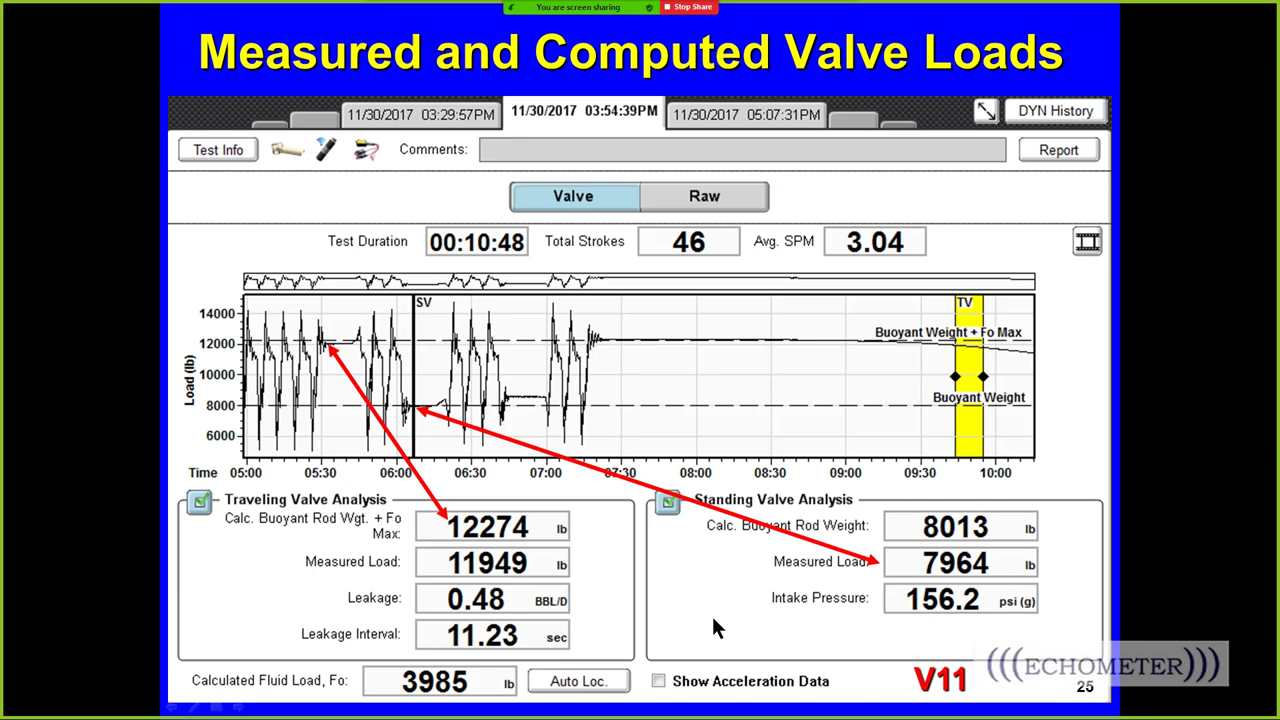 You are screen sharing Stop Share
Measured and Computed Valve Loads
11/30/2017 03:29:57PM 11/30/2017 03:54:39PM 11/30/2017 05:07:31PM DYN History
Test Info Comments: Report
Valve Raw
Test Duration 00:10:48 Total Strokes 46 Avg. SPM 3.04
SV TV
14000
Buoyant Weight + Fo Max
12000
Load (lb)
10000
Buoyant Weight
8000
6000
Time 05:00 05:30 06:00 06:30 07:00 07:30 08:00 08:30 09:00 09:30 10:00
Traveling Valve Analysis
Calc. Buoyant Rod Wgt. + Fo
Max: 12274 lb
Measured Load: 11949 lb
Leakage: 0.48 BBL/D
Leakage Interval: 11.23 sec
Standing Valve Analysis
Calc. Buoyant Rod Weight: 8013 lb
Measured Load: 7964 lb
Intake Pressure: 156.2 psi (g)
Calculated Fluid Load, Fo: 3985 lb Auto Loc. Show Acceleration Data V11
(((ECHOMETER)))
25